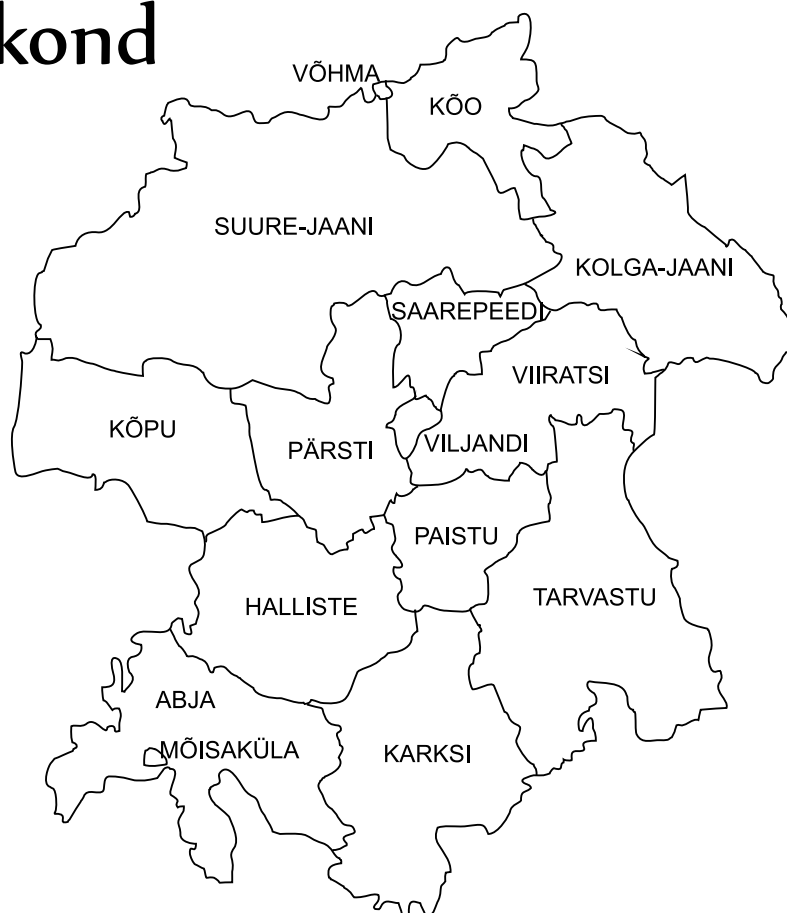 kond
VÕHMA
KÕO
SUURE-JAANI
KOLGA-JAANI
SAAREPEEDI
VIIRATSI
KÕPU
PÄRSTI
VILJANDI
PAISTU
HALLISTE
TARVASTU
ABJA
MÕISAKÜLA
KARKSI